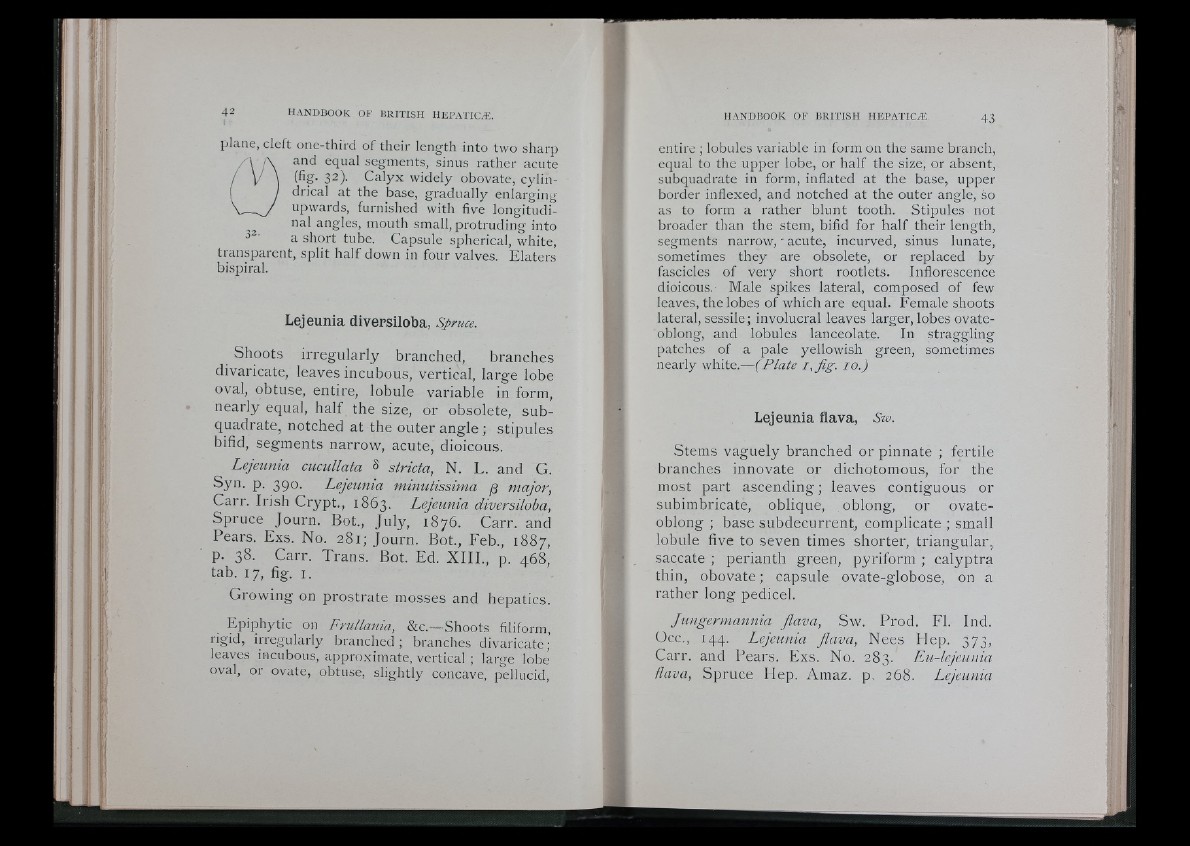 42 HANDBOOK OF BRITISH HEPATICÆ.
plane, cleft one-third of their length into two sharp
and equal segments, sinus rather acute
(fig. 32). Calyx widely obovate, cylin-
drical at the base, gradually enlarging
upwards, furnished with five longitudi-
nal angles, mouth small, protruding into
32. a short tube. Capsule spherical, white,
transparent, split half down in four valves. Elaters
bispiral.
Lejeunia diversiloba, Spruce.
Shoots irregularly branched, branches
divaricate, leaves incubous, vertical, large lobe
oval, obtuse, entire, lobule variable in form,
nearly equal, half the size, or obsolete, sub-
quadrate, notched at the outer angle ; stipules
bifid, segments narrow, acute, dioicous.
Lejeunia cucullata δ stricta, N. L. and G.
Syn. p. 390. Lejeunia minutissima β major,
Carr. Irish Crypt., 1863. Lejeunia diversiloba,
Spruce Journ. Bot., July, 1876. Carr. and
Pears. Exs. No. 281; Journ. Bot., Feb., 1887,
p. 38. Carr. Trans. Bot. Ed. XIII., p. 468,
tab. 17, fig. 1.
Growing on prostrate mosses and hepatics.
Epiphytic on Frullania, &c.—Shoots filiform,
rigid, irregularly branched ; branches divaricate ;
leaves incubous, approximate, vertical ; large lobe
oval, or ovate, obtuse, slightly concave, pellucid,
HANDBOOK OF BRITISH HEPATICÆ. 43
entire ; lobules variable in form on the same branch,
equal to the upper lobe, or half the size, or absent,
subquadrate in form, inflated at the base, upper
border inflexed, and notched at the outer angle, so
as to form a rather blunt tooth. Stipules not
broader than the stem, bifid for half their length,
segments narrow, acute, incurved, sinus lunate,
sometimes they are obsolete, or replaced by
fascicles of very short rootlets. Inflorescence
dioicous. Male spikes lateral, composed of few
leaves, the lobes of which are equal. Female shoots
lateral, sessile ; involucral leaves larger, lobes ovate-
oblong, and lobules lanceolate. In straggling
patches of a pale yellowish green, sometimes
nearly white.—(Plate 1, fig. 10.)
Lejeunia flava, Sw.
Stems vaguely branched or pinnate ; fertile
branches innovate or dichotomous, for the
most part ascending ; leaves contiguous or
subimbricate, oblique, oblong, or ovate-
oblong ; base subdecurrent, complicate ; small
lobule five to seven times shorter, triangular,
saccate ; perianth green, pyriform ; calyptra
thin, obovate ; capsule ovate-globose, on a
rather long pedicel.
Jungermannia flava, Sw. Prod. Fl. Ind.
Occ., 144. Lejeunia flava, Nees Hep. 373,
Carr. and Pears. Exs. No. 283. Eu-lejeunia
flava, Spruce Hep. Amaz. p. 268. Lejeunia